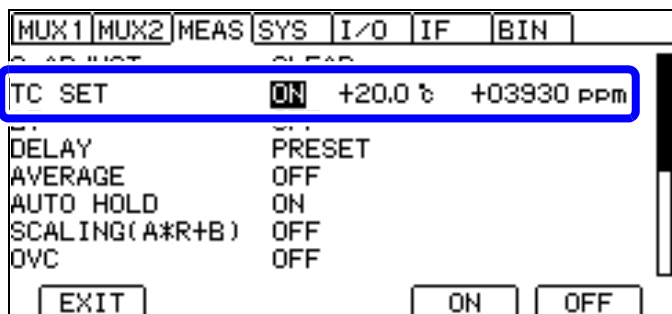 MUX1 MUX2 MEAS SYS I/O IF BIN
TC SET ON +20.0 ℃ +03930 ppm
DELAY PRESET
AVERAGE OFF
AUTO HOLD ON
SCALING(A*R+B) OFF
OVC OFF
EXIT ON OFF